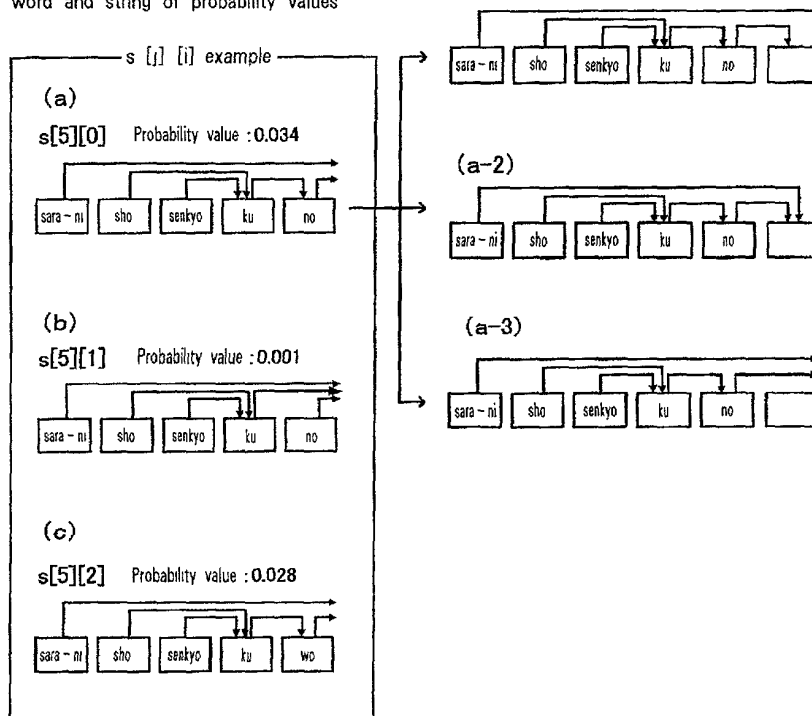 word and string of probability values
s [j] [i] example
(a)
s[5][0] Probability value : 0.034
sara-ni sho senkyo ku no
(b)
s[5][1] Probability value : 0.001
sara-ni sho senkyo ku no
(c)
s[5][2] Probability value : 0.028
sara-ni sho senkyo ku wo
sara-ni sho senkyo ku no
(a-2)
sara-ni sho senkyo ku no
(a-3)
sara-ni sho senkyo ku no